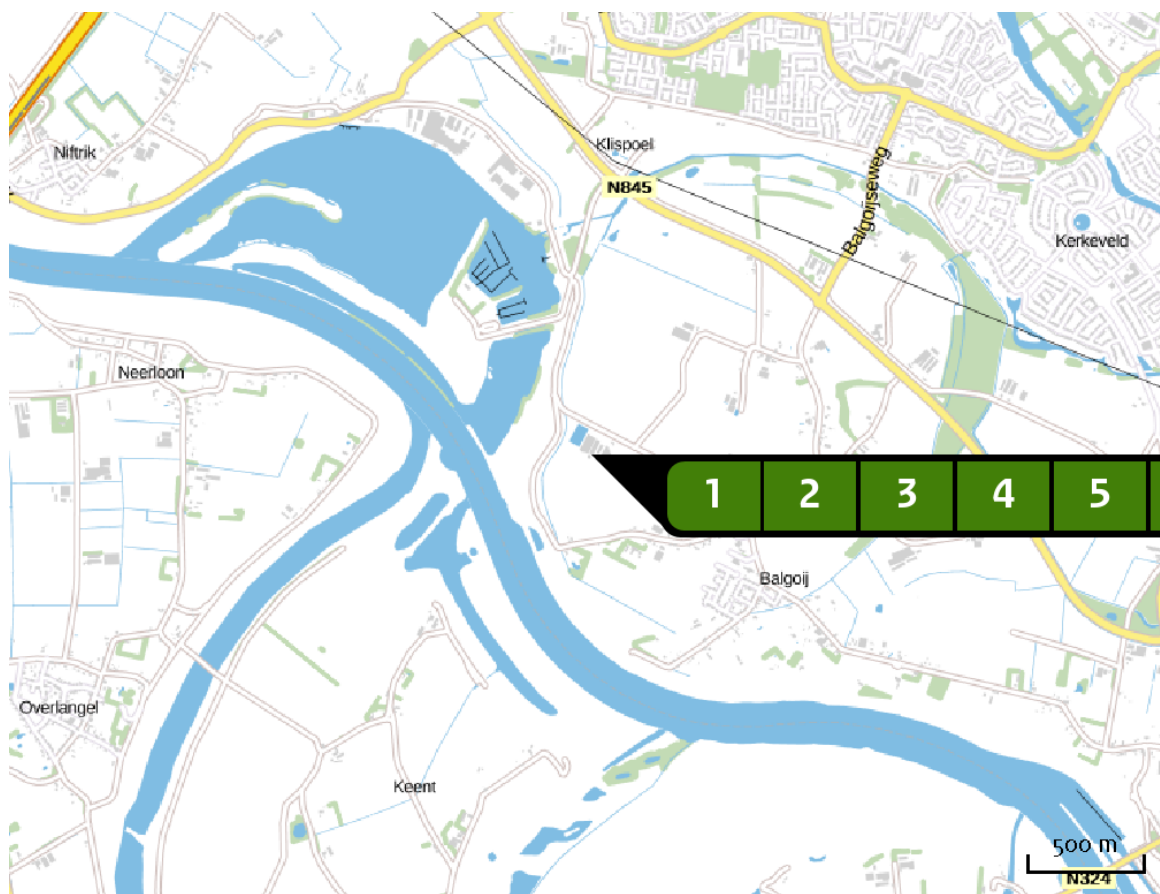 Klispoel
Niftrik
N845
Balgoijseweg
Kerkeveld
Neerloon
1 2 3 4 5
Balgoij
Overlangel
Keent
500 m
N324